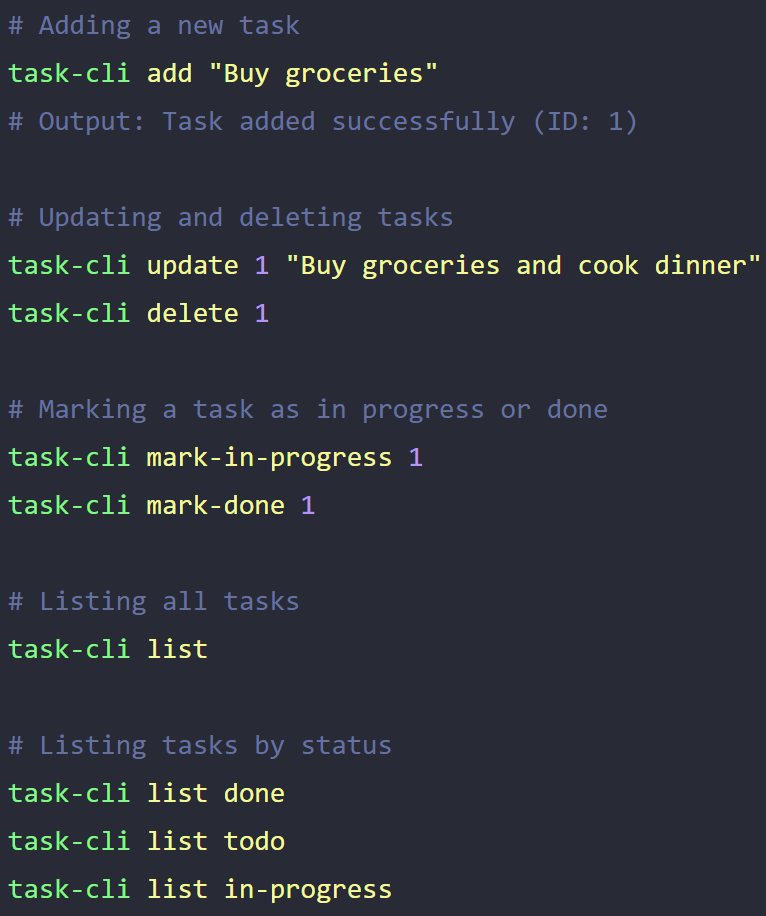 # Adding a new task
task-cli add "Buy groceries"
# Output: Task added successfully (ID: 1)
# Updating and deleting tasks
task-cli update 1 "Buy groceries and cook dinner"
task-cli delete 1
# Marking a task as in progress or done
task-cli mark-in-progress 1
task-cli mark-done 1
# Listing all tasks
task-cli list
# Listing tasks by status
task-cli list done
task-cli list todo
task-cli list in-progress